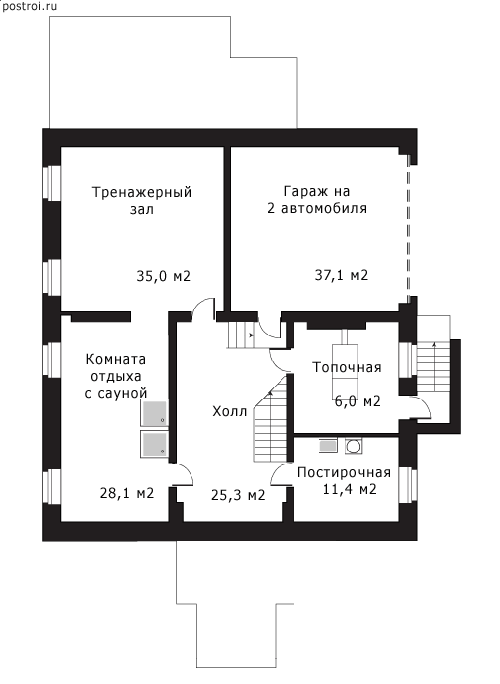 postroi.ru
Тренажерный
зал
35,0 м2
Гараж на
2 автомобиля
37,1 м2
Комната
отдыха
с сауной
28,1 м2
Холл
25,3 м2
Топочная
6,0 м2
Постирочная
11,4 м2